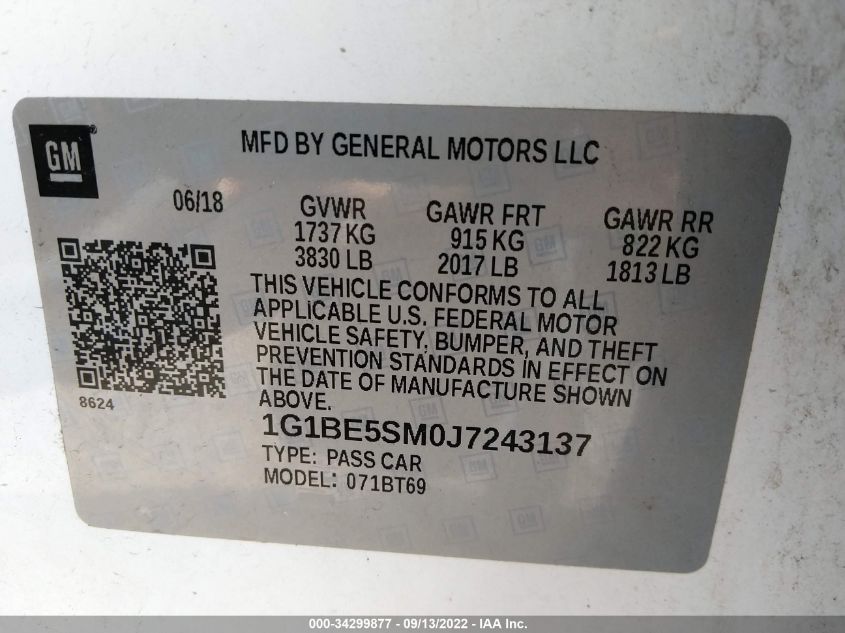 GM
MFD BY GENERAL MOTORS LLC
06/18
GVWR
1737 KG
3830 LB
GAWR FRT
915 KG
2017 LB
GAWR RR
822 KG
1813 LB
THIS VEHICLE CONFORMS TO ALL
APPLICABLE U.S. FEDERAL MOTOR
VEHICLE SAFETY, BUMPER, AND THEFT
PREVENTION STANDARDS IN EFFECT ON
THE DATE OF MANUFACTURE SHOWN
ABOVE.
8624
1G1BE5SM0J7243137
TYPE: PASS CAR
MODEL: 071BT69
000-34299877 - 09/13/2022 - IAA Inc.